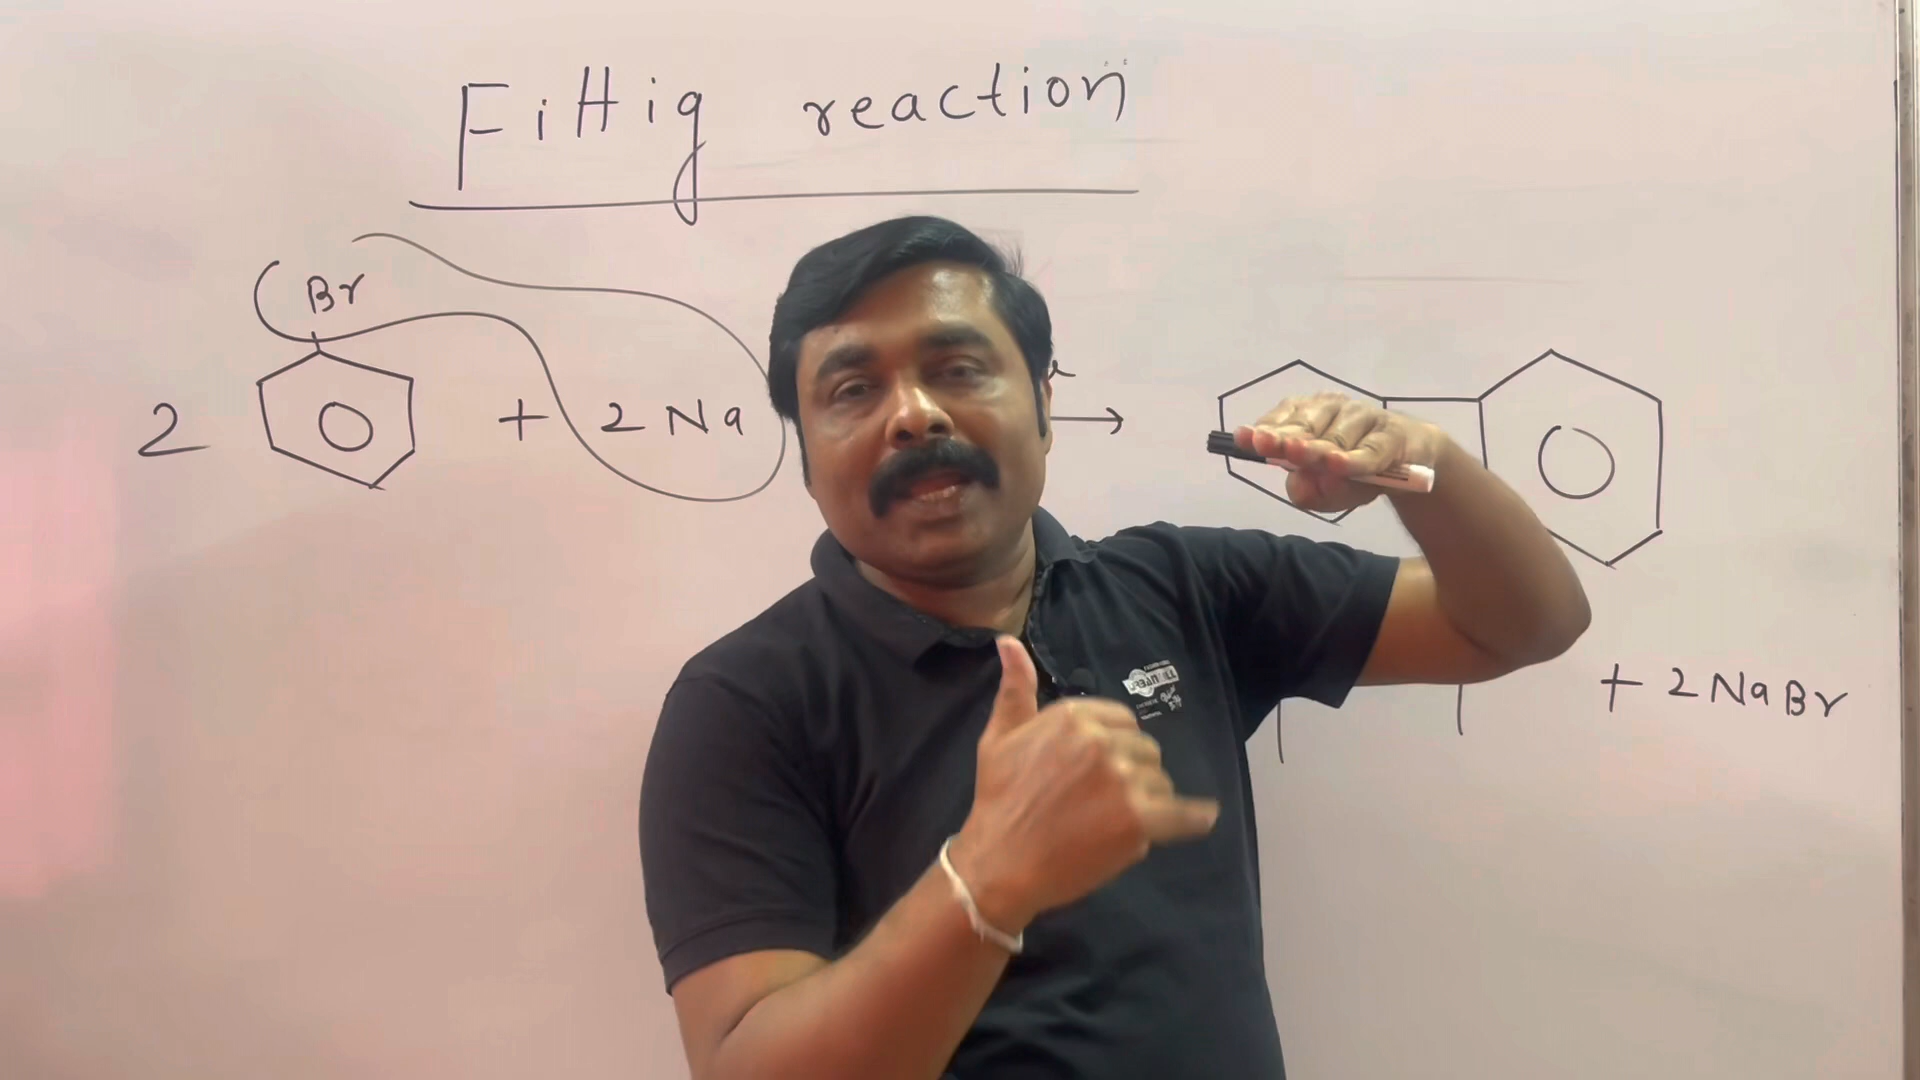 Fittig reaction
Br
2 + 2 Na
+ 2 NaBr